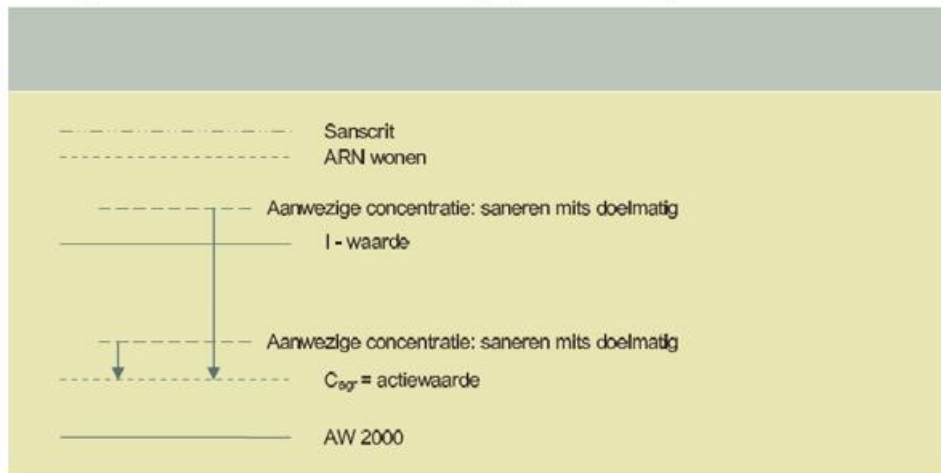 Sanscrit
ARN wonen
Aanwezige concentratie: saneren mits doelmatig
I - waarde
Aanwezige concentratie: saneren mits doelmatig
Cagr = actiewaarde
AW 2000